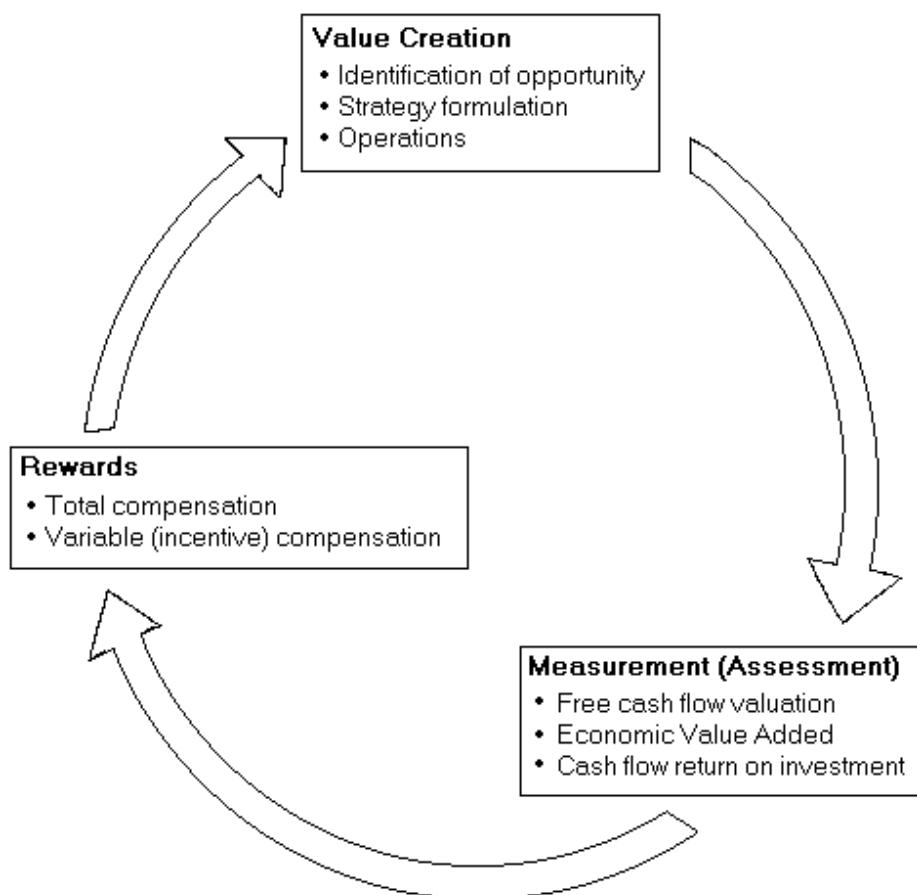 Value Creation
• Identification of opportunity
• Strategy formulation
• Operations
Rewards
• Total compensation
• Variable (incentive) compensation
Measurement (Assessment)
• Free cash flow valuation
• Economic Value Added
• Cash flow return on investment